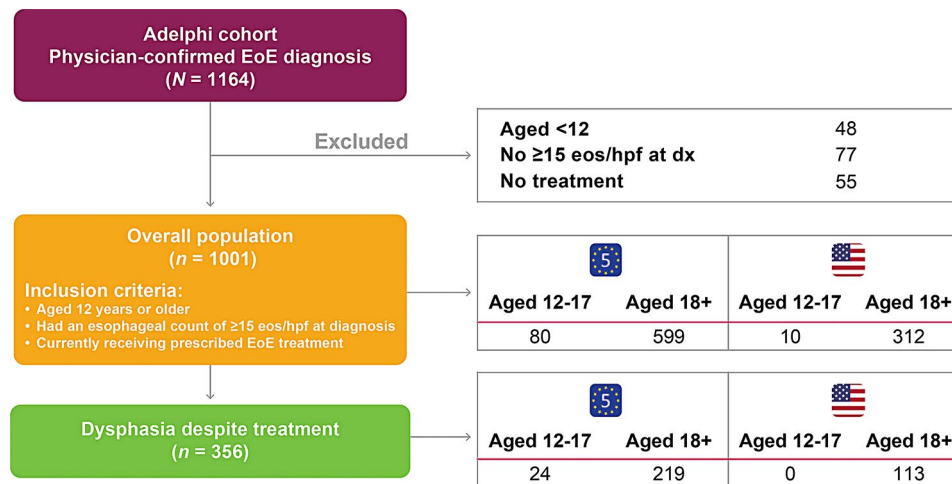 Adelphi cohort
Physician-confirmed EoE diagnosis
(N = 1164)
Excluded
Aged <12 48
No ≥15 eos/hpf at dx 77
No treatment 55
Overall population
(n = 1001)
Inclusion criteria:
• Aged 12 years or older
• Had an esophageal count of ≥15 eos/hpf at diagnosis
• Currently receiving prescribed EoE treatment
5
Aged 12-17 Aged 18+ Aged 12-17 Aged 18+
80 599 10 312
Dysphasia despite treatment
(n = 356)
5
Aged 12-17 Aged 18+ Aged 12-17 Aged 18+
24 219 0 113